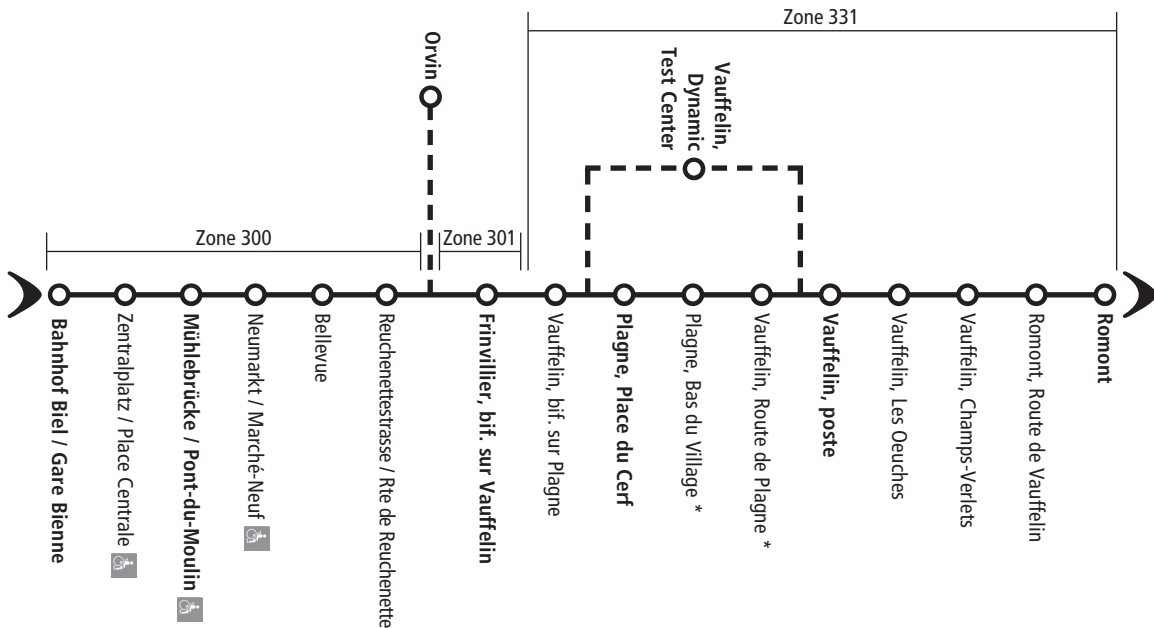 Zone 331
Orvin
Vauffelin,
Dynamic
Test Center
Zone 300
Zone 301
Bahnhof Biel / Gare Bienne
Zentralplatz / Place Centrale
Mühlebrücke / Pont-du-Moulin
Neumarkt / Marché-Neuf
Bellevue
Reuchenettestrasse / Rte de Reuchenette
Frinvillier, bif. sur Vauffelin
Vauffelin, bif. sur Plagne
Plagne, Place du Cerf
Plagne, Bas du Village *
Vauffelin, Route de Plagne *
Vauffelin, poste
Vauffelin, Les Oeuches
Vauffelin, Champs-Verlets
Romont, Route de Vauffelin
Romont